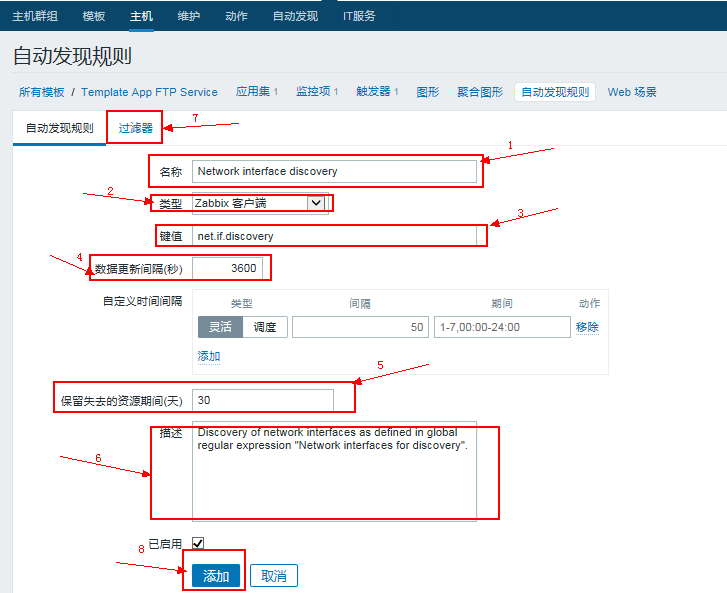 主机群组 模板 主机 维护 动作 自动发现 IT服务
自动发现规则
所有模板 / Template App FTP Service 应用集 1 监控项 1 触发器 1 图形 聚合图形 自动发现规则 Web 场景
自动发现规则 过滤器 7
1
名称 Network interface discovery
2
类型 Zabbix 客户端
3
键值 net.if.discovery
4
数据更新间隔(秒) 3600
自定义时间间隔 类型 间隔 期间 动作
灵活 调度 50 1-7,00:00-24:00 移除
添加
5
保留失去的资源期间(天) 30
描述 Discovery of network interfaces as defined in global
regular expression "Network interfaces for discovery".
6
已启用
8
添加 取消